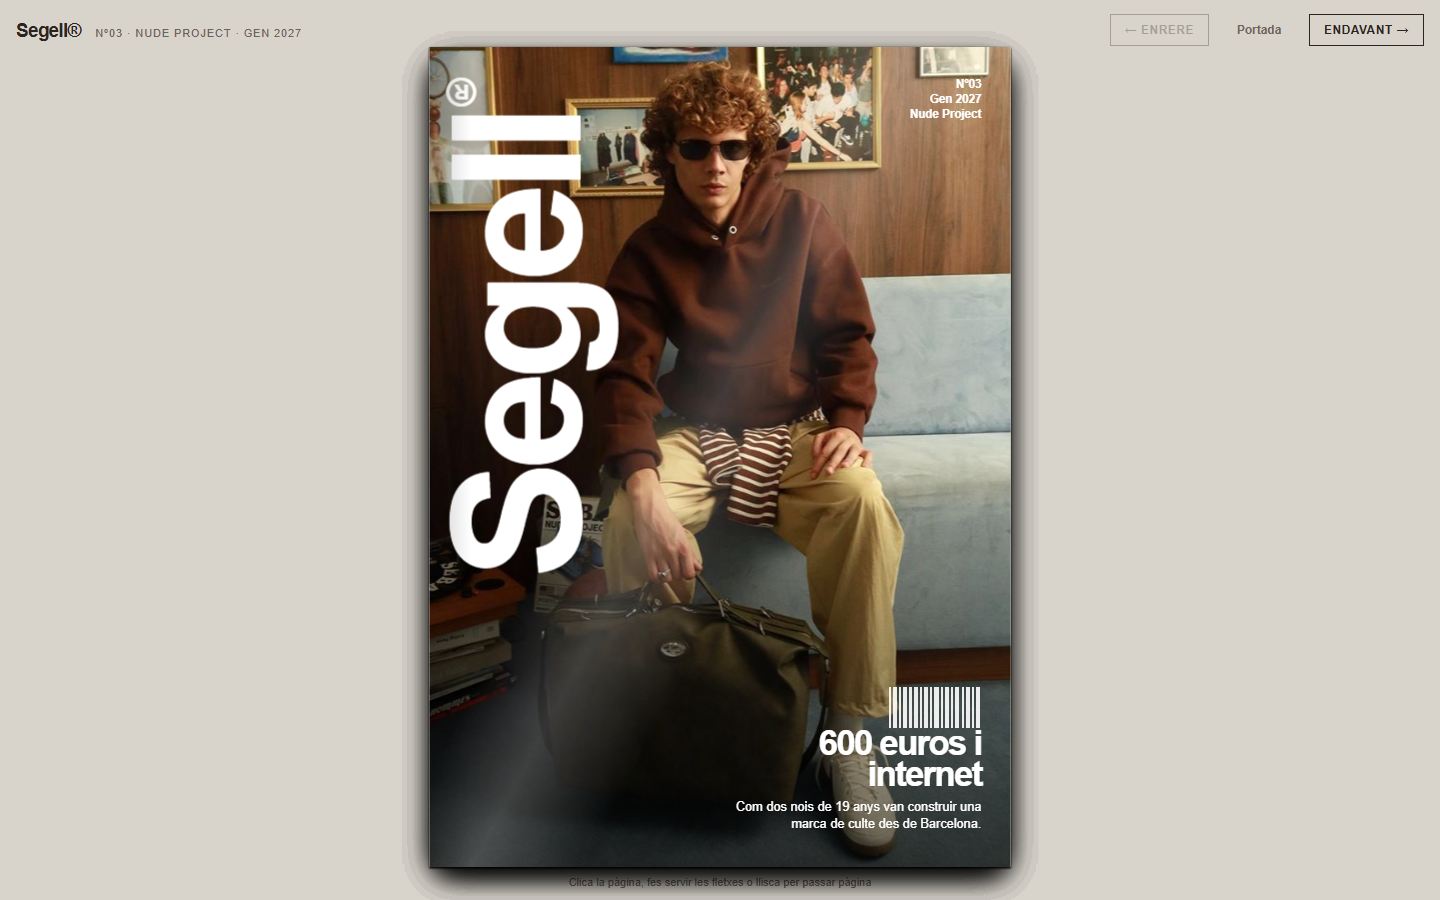 Segell® Nº03 · NUDE PROJECT · GEN 2027
← ENRERE Portada ENDAVANT →
Segell®
Nº03
Gen 2027
Nude Project
600 euros i
internet
Com dos nois de 19 anys van construir una
marca de culte des de Barcelona.
Clica la pàgina, fes servir les fletxes o llisca per passar pàgina